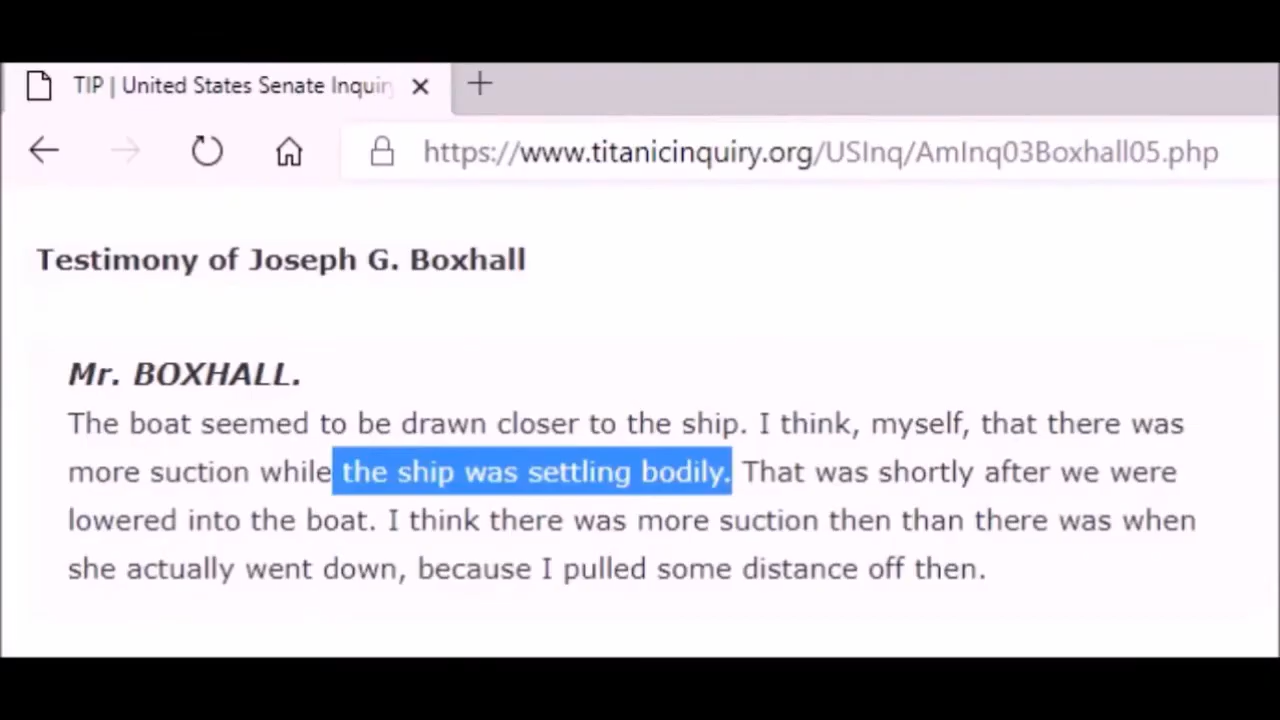 TIP | United States Senate Inquir
https://www.titanicinquiry.org/USInq/AmInq03Boxhall05.php
Testimony of Joseph G. Boxhall
Mr. BOXHALL.
The boat seemed to be drawn closer to the ship. I think, myself, that there was
more suction while the ship was settling bodily. That was shortly after we were
lowered into the boat. I think there was more suction then than there was when
she actually went down, because I pulled some distance off then.